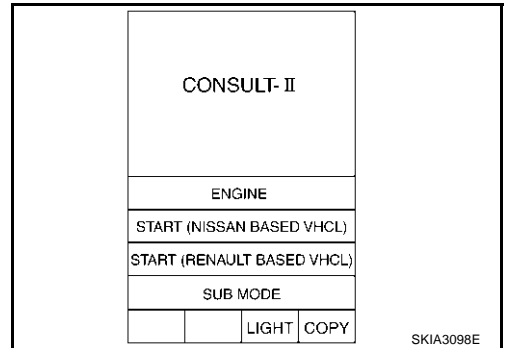 CONSULT-II
ENGINE
START (NISSAN BASED VHCL)
START (RENAULT BASED VHCL)
SUB MODE
LIGHT COPY
SKIA3098E